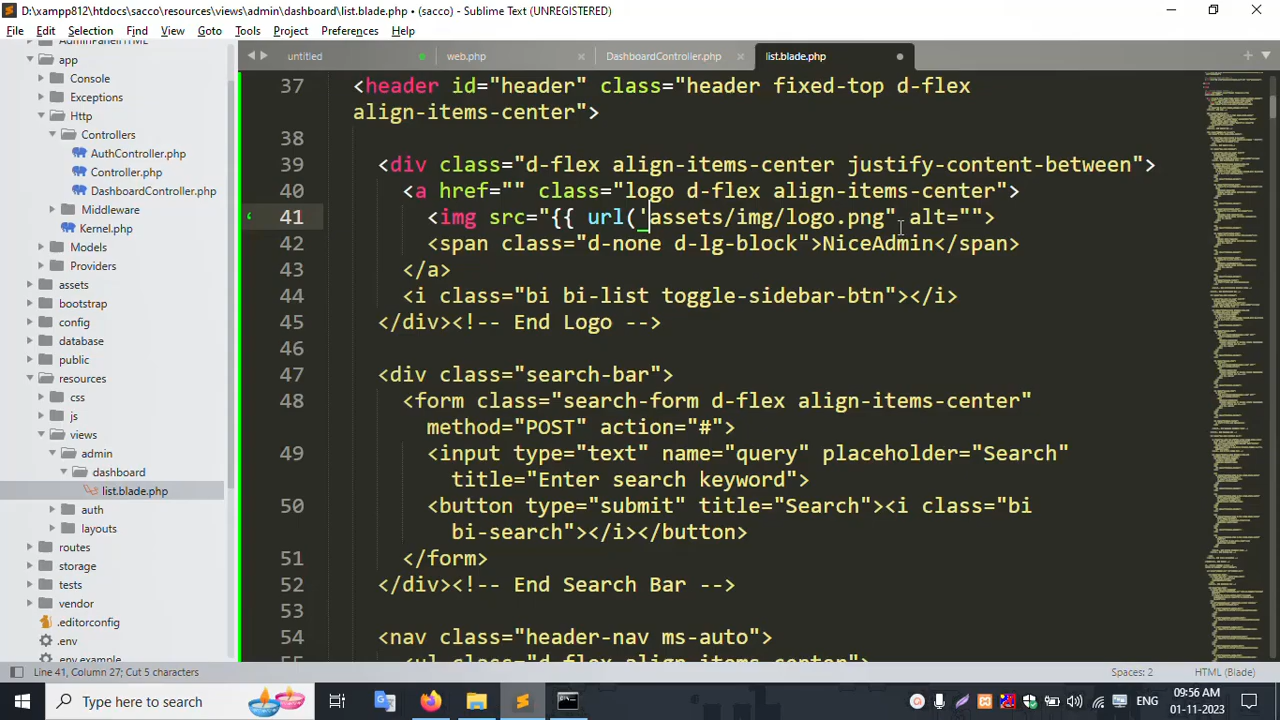 D:\xampp812\htdocs\sacco\resources\views\admin\dashboard\list.blade.php • (sacco) - Sublime Text (UNREGISTERED)
File Edit Selection Find View Goto Tools Project Preferences Help
untitled web.php DashboardController.php list.blade.php
app
Console
Exceptions
Http
Controllers
AuthController.php
Controller.php
DashboardController.php
Middleware
Kernel.php
Models
Providers
assets
bootstrap
config
database
public
resources
css
js
views
admin
dashboard
list.blade.php
auth
layouts
routes
storage
tests
vendor
.editorconfig
.env
.env.example
37 <header id="header" class="header fixed-top d-flex
align-items-center">
38
39 <div class="d-flex align-items-center justify-content-between">
40 <a href="" class="logo d-flex align-items-center">
41 <img src="{{ url('assets/img/logo.png" alt="">
42 <span class="d-none d-lg-block">NiceAdmin</span>
43 </a>
44 <i class="bi bi-list toggle-sidebar-btn"></i>
45 </div><!-- End Logo -->
46
47 <div class="search-bar">
48 <form class="search-form d-flex align-items-center"
method="POST" action="#">
49 <input type="text" name="query" placeholder="Search"
title="Enter search keyword">
50 <button type="submit" title="Search"><i class="bi
bi-search"></i></button>
51 </form>
52 </div><!-- End Search Bar -->
53
54 <nav class="header-nav ms-auto">
55 <ul class="d-flex align-items-center">
Line 41, Column 27; Cut 5 characters Spaces: 2 HTML (Blade)
Type here to search
ENG
09:56 AM
01-11-2023